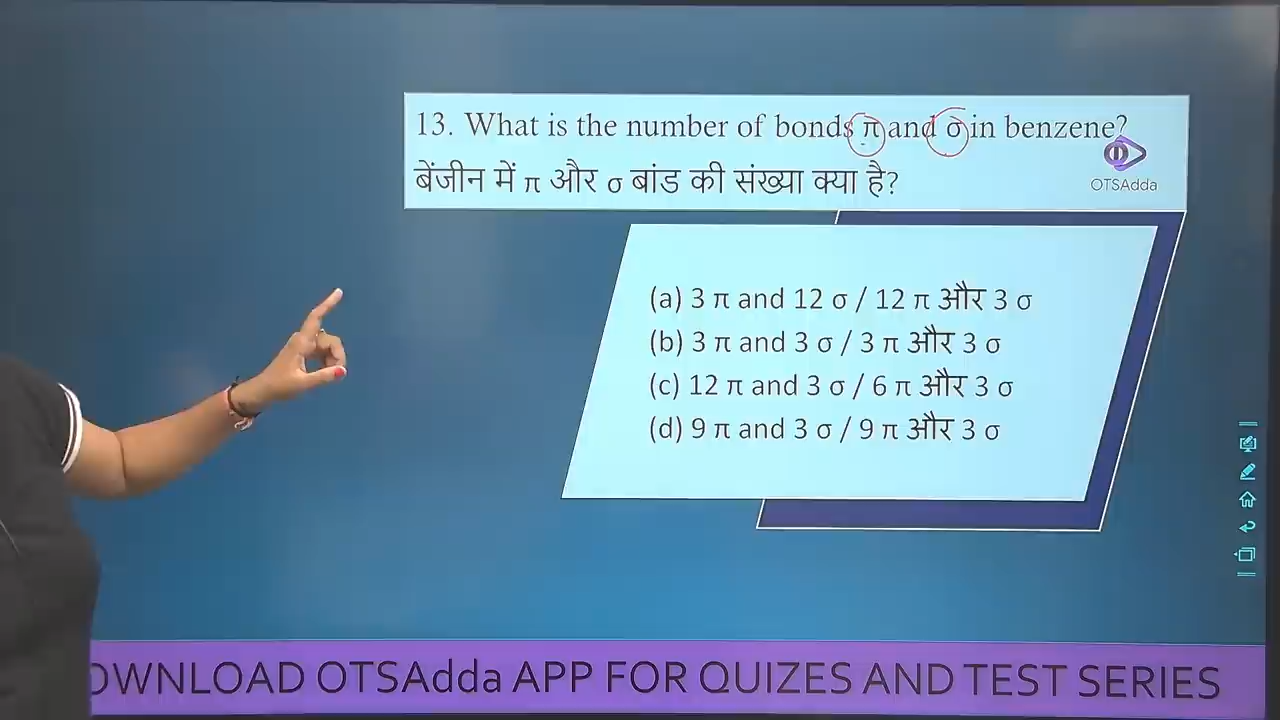 13. What is the number of bonds π and σ in benzene?
बेंजीन में π और σ बांड की संख्या क्या है?
OTSAdda
(a) 3 π and 12 σ / 12 π और 3 σ
(b) 3 π and 3 σ / 3 π और 3 σ
(c) 12 π and 3 σ / 6 π और 3 σ
(d) 9 π and 3 σ / 9 π और 3 σ
OWNLOAD OTSAdda APP FOR QUIZES AND TEST SERIES